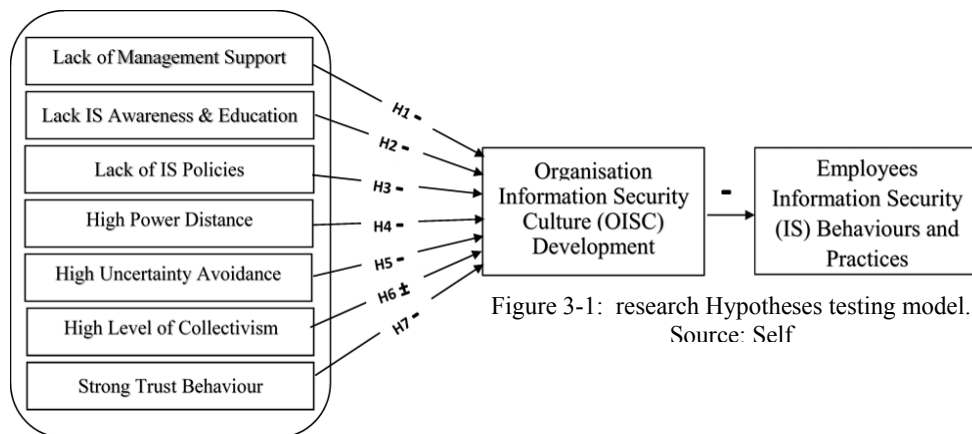 Lack of Management Support
Lack IS Awareness & Education
Lack of IS Policies
High Power Distance
High Uncertainty Avoidance
High Level of Collectivism
Strong Trust Behaviour
H1 -
H2 -
H3 -
H4 -
H5 -
H6 ±
H7 -
Organisation
Information Security
Culture (OISC)
Development
-
Employees
Information Security
(IS) Behaviours and
Practices
Figure 3-1: research Hypotheses testing model.
Source: Self